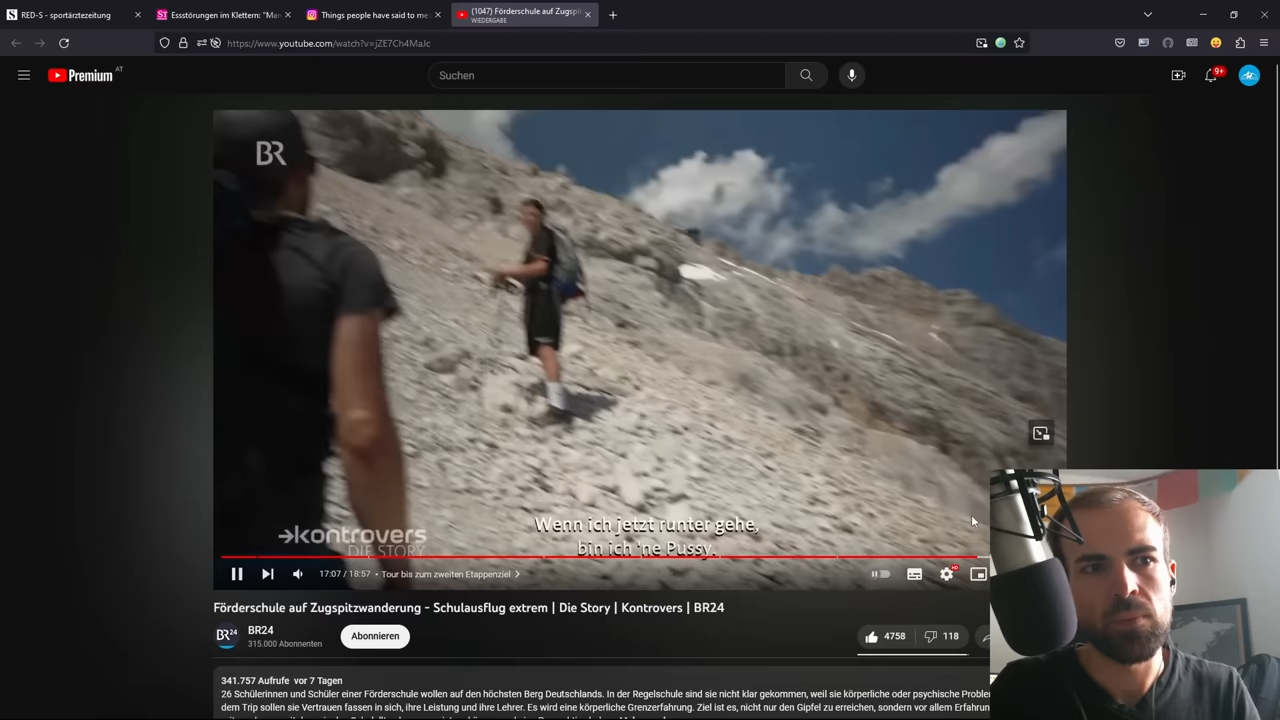 RED-S - sportärztezeitung
Essstörungen im Klettern: "Man
Things people have said to me
(1047) Förderschule auf Zugspi
WIEDERGABE
https://www.youtube.com/watch?v=jZE7Ch4MaJc
Premium AT
Suchen
9+
BR
Wenn ich jetzt runter gehe,
bin ich 'ne Pussy.
kontrovers
DIE STORY
17:07 / 18:57 • Tour bis zum zweiten Etappenziel
HD
Förderschule auf Zugspitzwanderung - Schulausflug extrem | Die Story | Kontrovers | BR24
BR24
BR24
315.000 Abonnenten
Abonnieren
4758
118
341.757 Aufrufe vor 7 Tagen
26 Schülerinnen und Schüler einer Förderschule wollen auf den höchsten Berg Deutschlands. In der Regelschule sind sie nicht klar gekommen, weil sie körperliche oder psychische Proble
dem Trip sollen sie Vertrauen fassen in sich, ihre Leistung und ihre Lehrer. Es wird eine körperliche Grenzerfahrung. Ziel ist es, nicht nur den Gipfel zu erreichen, sondern vor allem Erfahrun